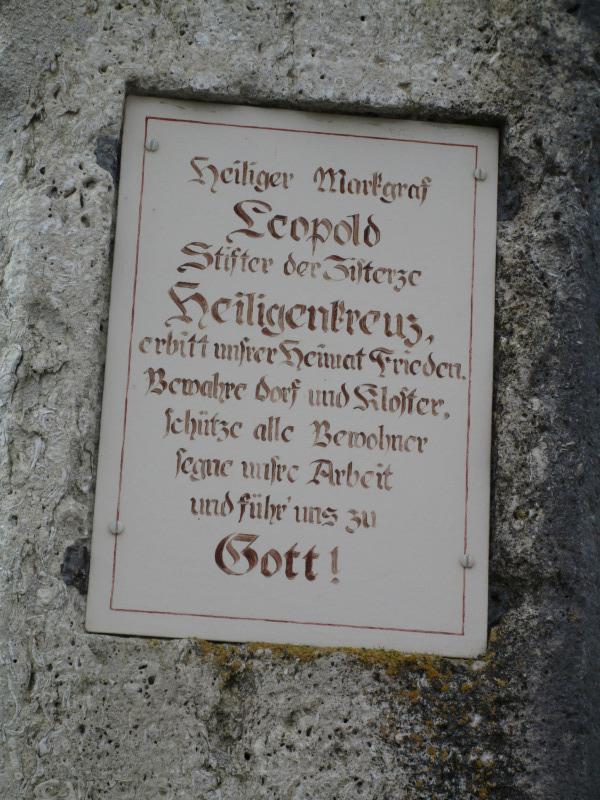 Heiliger Markgraf
Leopold
Stifter der Zisterze
Heiligenkreuz,
erbitt unsrer Heimat Frieden.
Bewahre Dorf und Kloster,
schütze alle Bewohner
segne unsre Arbeit
und führ' uns zu
Gott!